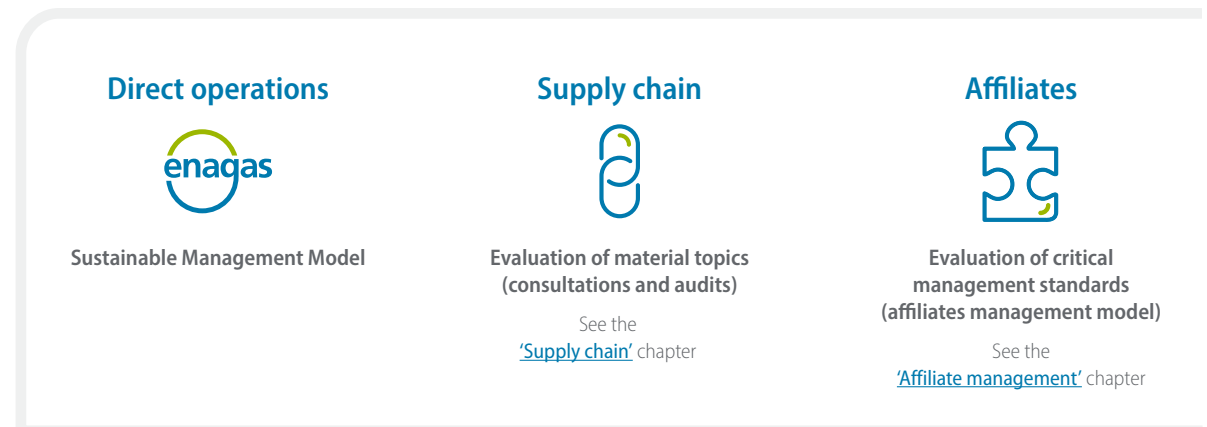 Direct operations
enagas
Sustainable Management Model
Supply chain
Evaluation of material topics
(consultations and audits)
See the
‘Supply chain’ chapter
Affiliates
Evaluation of critical
management standards
(affiliates management model)
See the
‘Affiliate management’ chapter